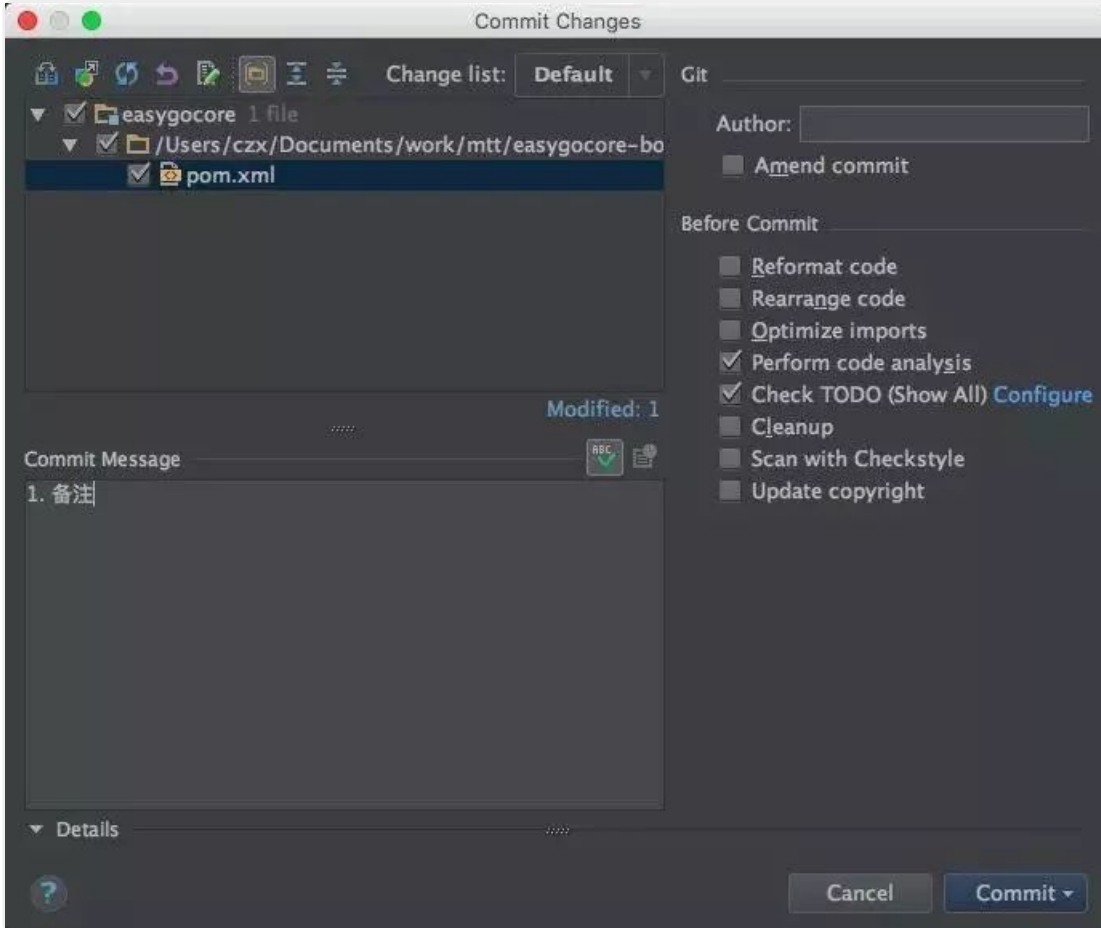 Commit Changes
Change list: Default
easygocore 1 file
/Users/czx/Documents/work/mtt/easygocore-bo
pom.xml
Modified: 1
Commit Message
ABC
1. 备注
Details
Git
Author:
Amend commit
Before Commit
Reformat code
Rearrange code
Optimize imports
Perform code analysis
Check TODO (Show All) Configure
Cleanup
Scan with Checkstyle
Update copyright
?
Cancel
Commit